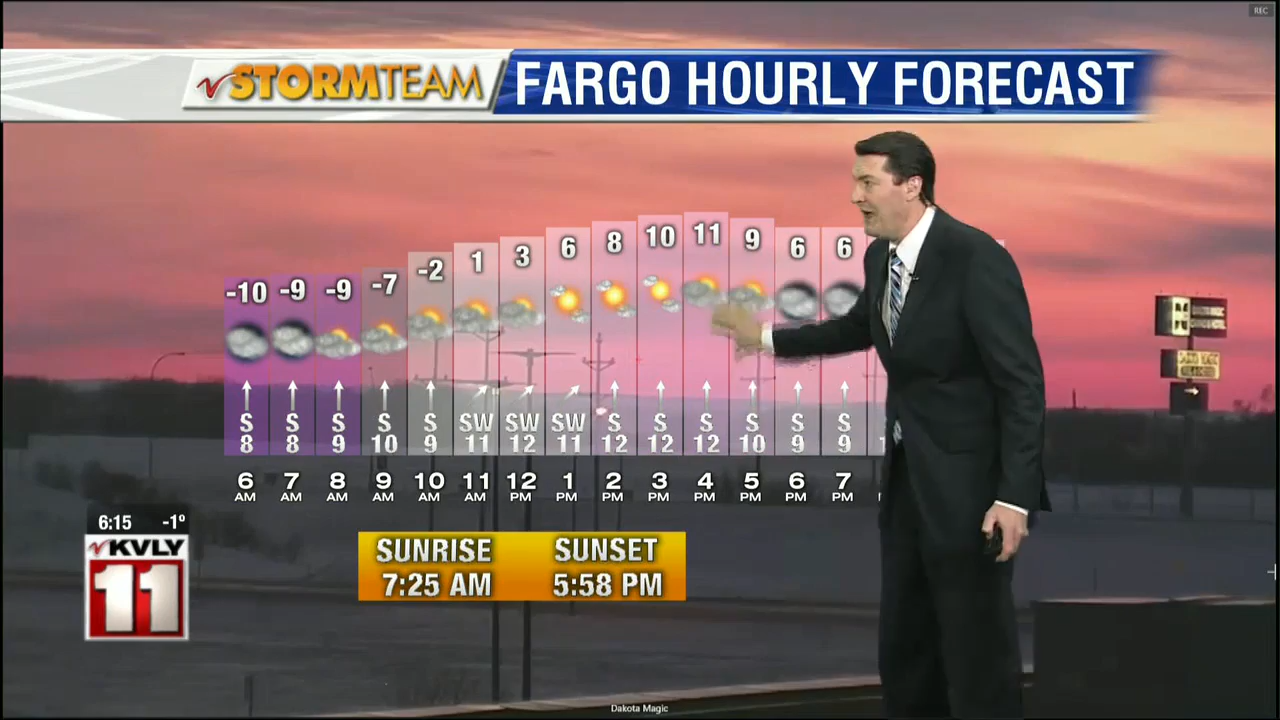 REC
STORMTEAM FARGO HOURLY FORECAST
-10 -9 -9 -7 -2 1 3 6 8 10 11 9 6 6
S S S S S SW SW SW S S S S S S
8 8 9 10 9 11 12 11 12 12 12 10 9 9
6 7 8 9 10 11 12 1 2 3 4 5 6 7
AM AM AM AM AM AM PM PM PM PM PM PM PM PM
6:15 -1°
KVLY
11
SUNRISE SUNSET
7:25 AM 5:58 PM
Dakota Magic